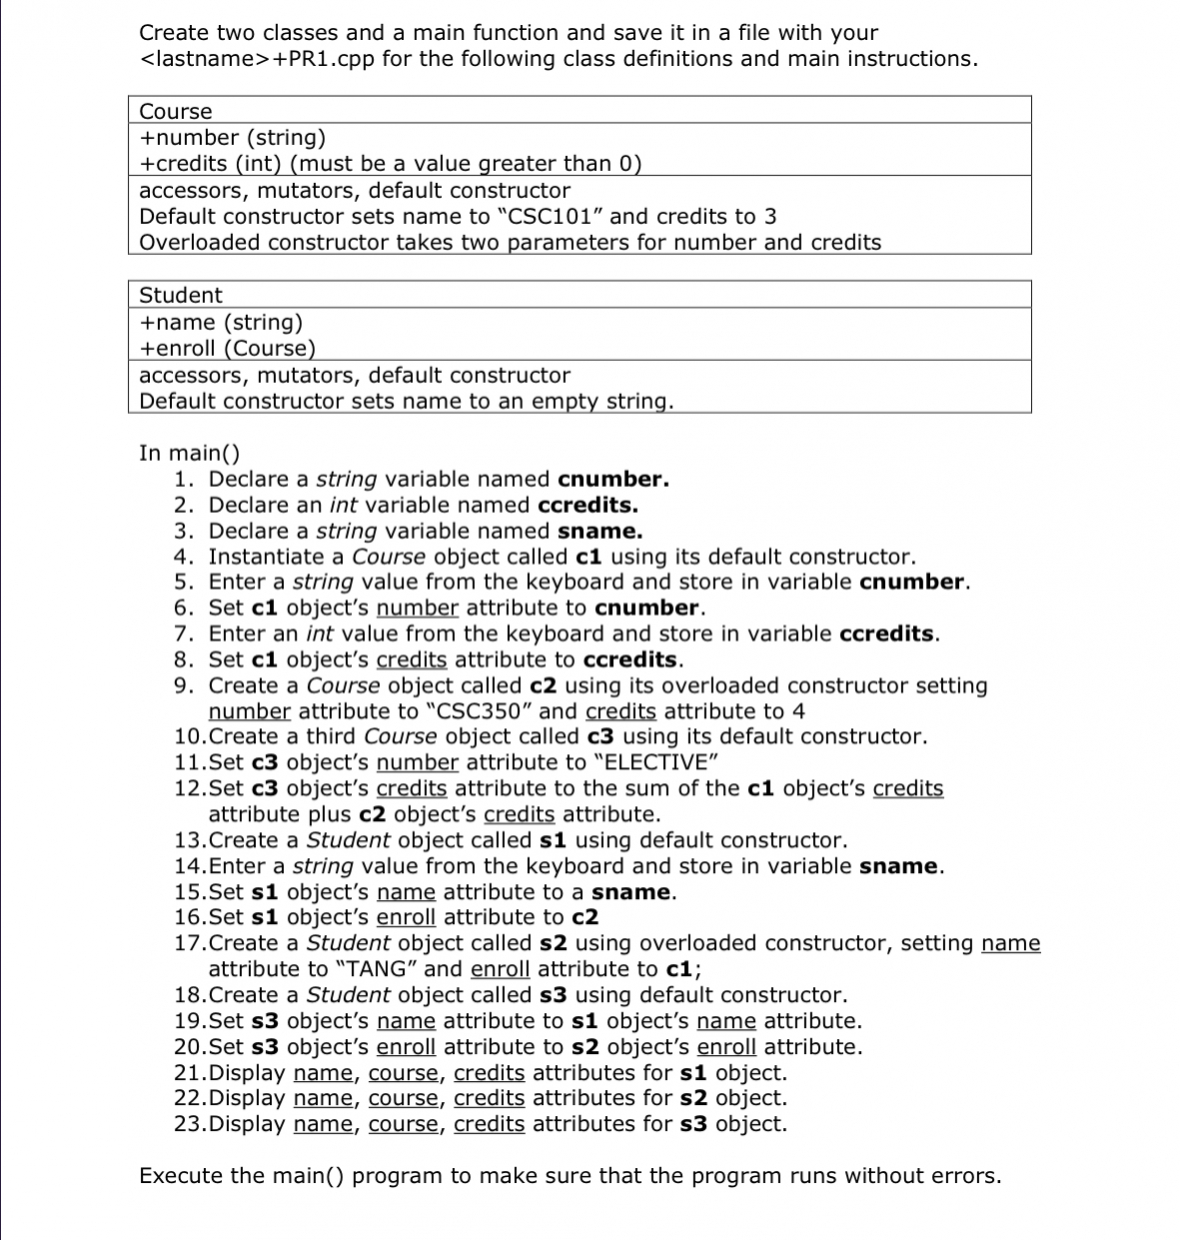 Create two classes and a main function and save it in a file with your
<lastname>+PR1.cpp for the following class definitions and main instructions.
Course
+number (string)
+credits (int) (must be a value greater than 0)
accessors, mutators, default constructor
Default constructor sets name to “CSC101” and credits to 3
Overloaded constructor takes two parameters for number and credits
Student
+name (string)
+enroll (Course)
accessors, mutators, default constructor
Default constructor sets name to an empty string.
In main()
1. Declare a string variable named cnumber.
2. Declare an int variable named ccredits.
3. Declare a string variable named sname.
4. Instantiate a Course object called c1 using its default constructor.
5. Enter a string value from the keyboard and store in variable cnumber.
6. Set c1 object’s number attribute to cnumber.
7. Enter an int value from the keyboard and store in variable ccredits.
8. Set c1 object’s credits attribute to ccredits.
9. Create a Course object called c2 using its overloaded constructor setting
number attribute to “CSC350” and credits attribute to 4
10.Create a third Course object called c3 using its default constructor.
11.Set c3 object’s number attribute to “ELECTIVE”
12.Set c3 object’s credits attribute to the sum of the c1 object’s credits
attribute plus c2 object’s credits attribute.
13.Create a Student object called s1 using default constructor.
14.Enter a string value from the keyboard and store in variable sname.
15.Set s1 object’s name attribute to a sname.
16.Set s1 object’s enroll attribute to c2
17.Create a Student object called s2 using overloaded constructor, setting name
attribute to “TANG” and enroll attribute to c1;
18.Create a Student object called s3 using default constructor.
19.Set s3 object’s name attribute to s1 object’s name attribute.
20.Set s3 object’s enroll attribute to s2 object’s enroll attribute.
21.Display name, course, credits attributes for s1 object.
22.Display name, course, credits attributes for s2 object.
23.Display name, course, credits attributes for s3 object.
Execute the main() program to make sure that the program runs without errors.